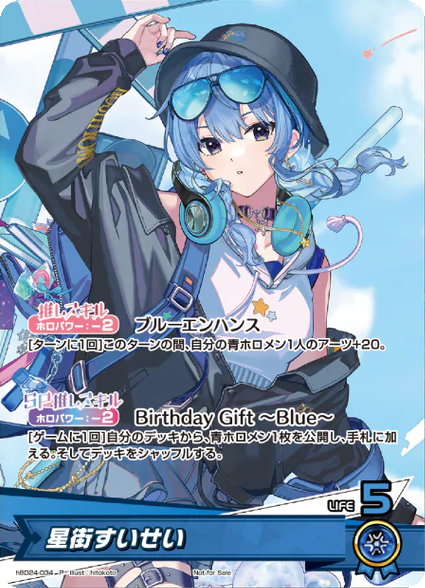 推しスキル
ホロパワー：－2
ブルーエンハンス
[ターンに1回]このターンの間、自分の青ホロメン1人のアーツ+20。
SP推しスキル
ホロパワー：－2
Birthday Gift ～Blue～
[ゲームに1回]自分のデッキから、青ホロメン1枚を公開し、手札に加
える。そしてデッキをシャッフルする。
LIFE 5
星街すいせい
hBD24-034 P Illust：hitokoto Not for Sale